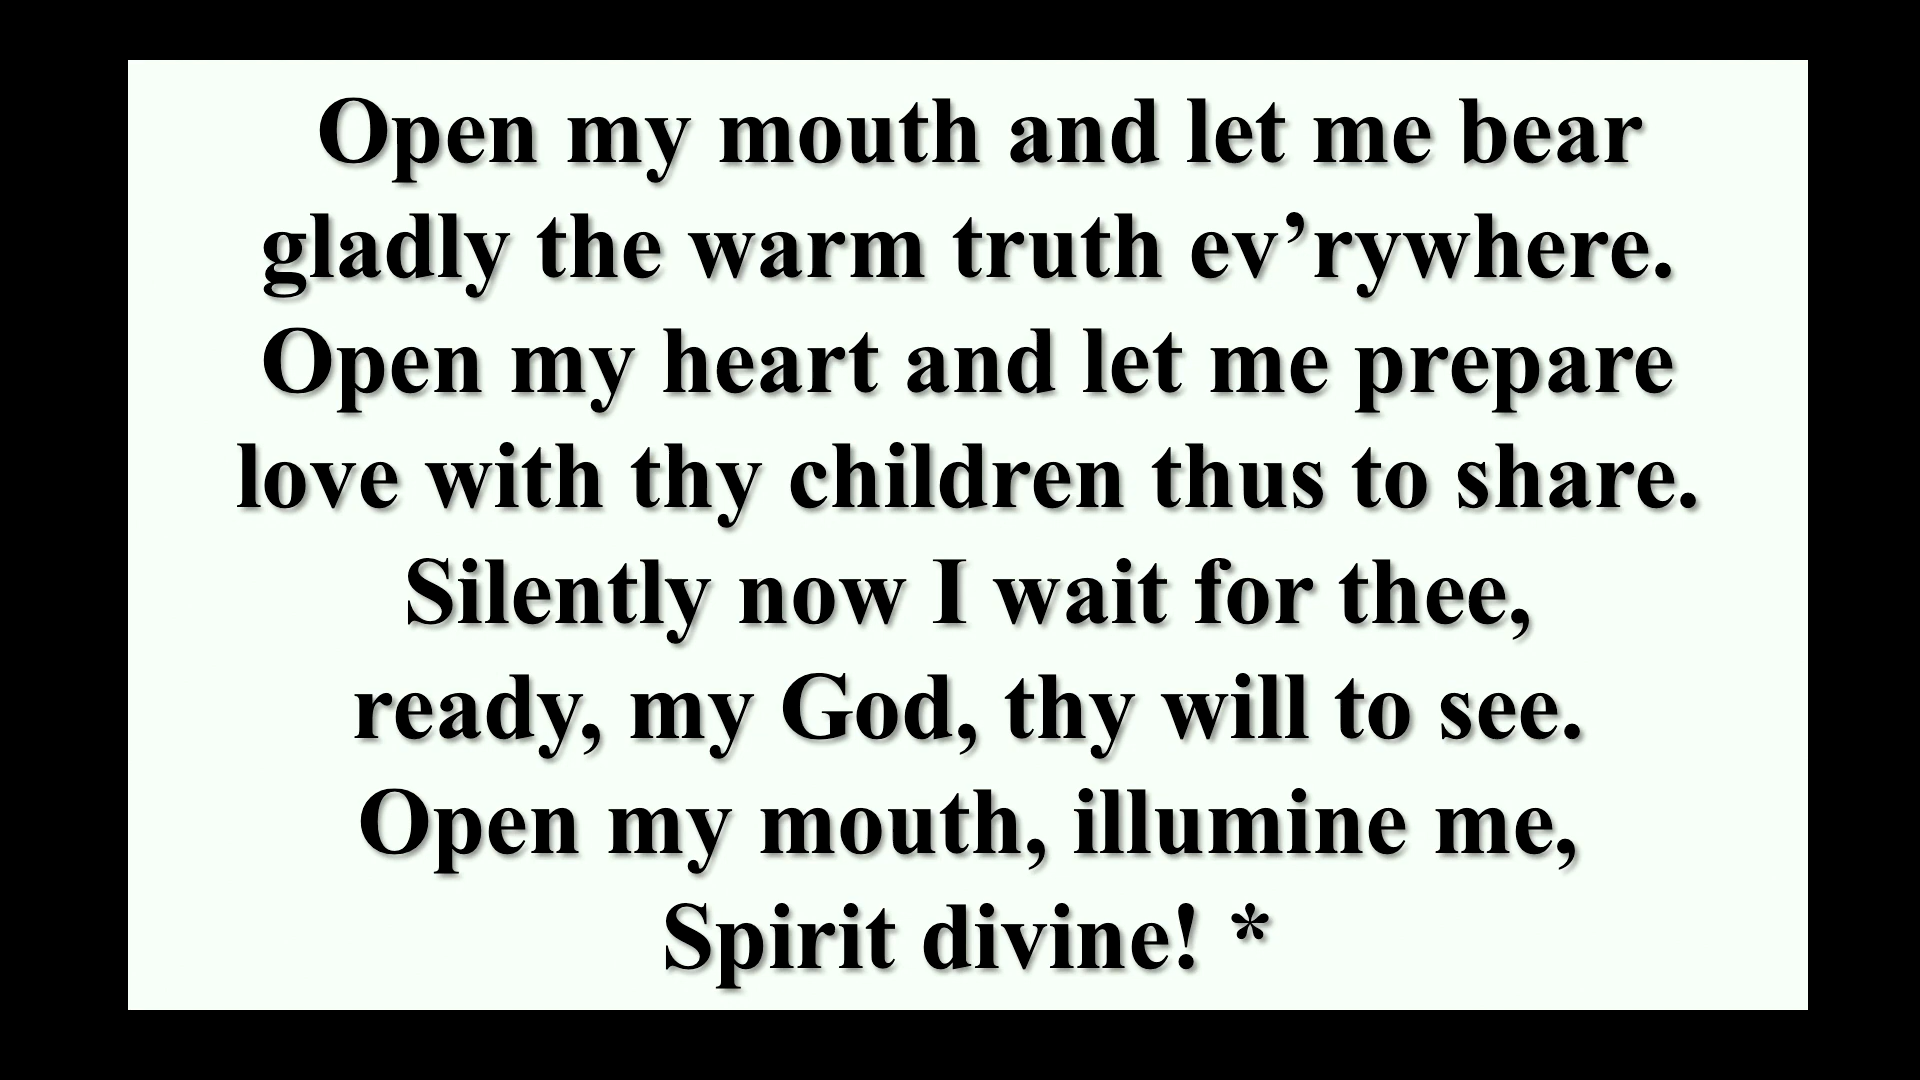 Open my mouth and let me bear
gladly the warm truth ev’rywhere.
Open my heart and let me prepare
love with thy children thus to share.
Silently now I wait for thee,
ready, my God, thy will to see.
Open my mouth, illumine me,
Spirit divine! *